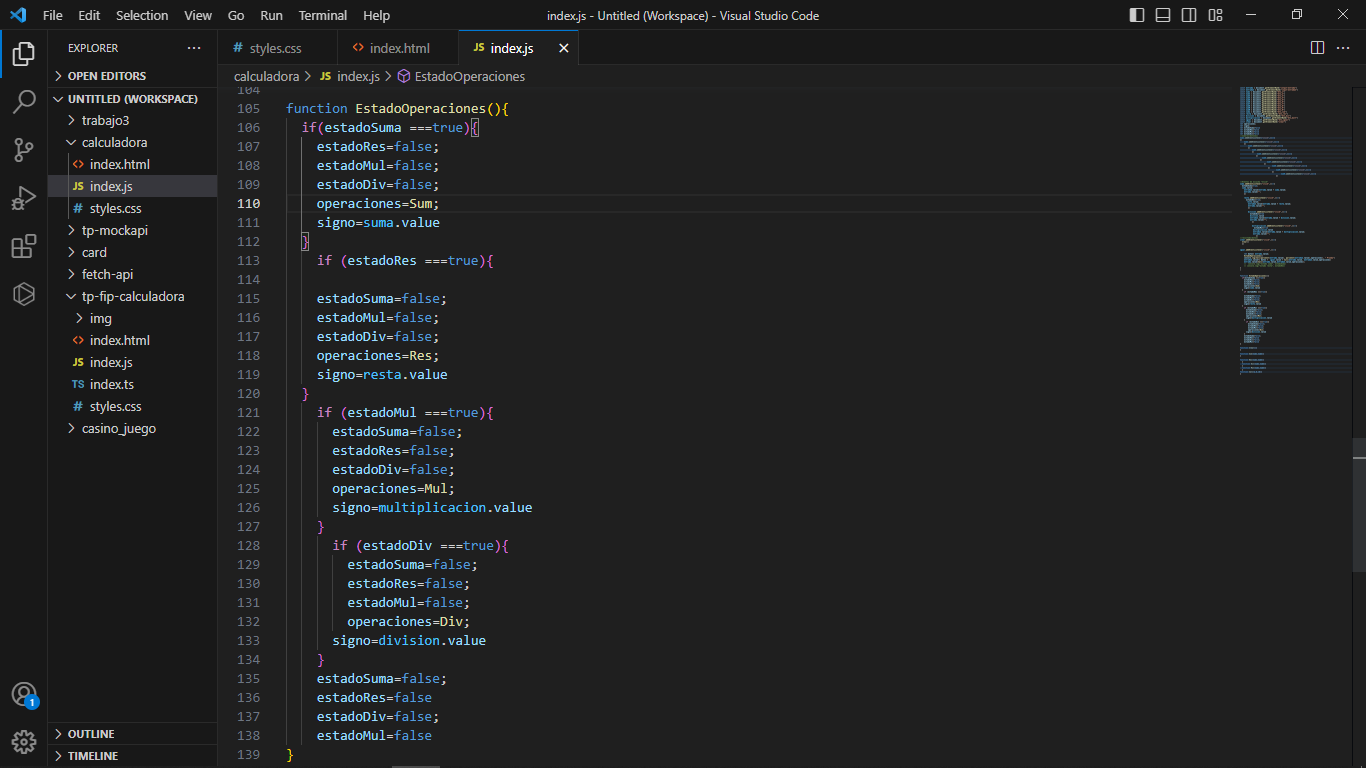 File Edit Selection View Go Run Terminal Help
index.js - Untitled (Workspace) - Visual Studio Code
EXPLORER
OPEN EDITORS
UNTITLED (WORKSPACE)
trabajo3
calculadora
index.html
index.js
styles.css
tp-mockapi
card
fetch-api
tp-fip-calculadora
img
index.html
index.js
index.ts
styles.css
casino_juego
OUTLINE
TIMELINE
1
styles.css
index.html
index.js
calculadora > index.js > EstadoOperaciones
104
105 function EstadoOperaciones(){
106 if(estadoSuma ===true){
107 estadoRes=false;
108 estadoMul=false;
109 estadoDiv=false;
110 operaciones=Sum;
111 signo=suma.value
112 }
113 if (estadoRes ===true){
114
115 estadoSuma=false;
116 estadoMul=false;
117 estadoDiv=false;
118 operaciones=Res;
119 signo=resta.value
120 }
121 if (estadoMul ===true){
122 estadoSuma=false;
123 estadoRes=false;
124 estadoDiv=false;
125 operaciones=Mul;
126 signo=multiplicacion.value
127 }
128 if (estadoDiv ===true){
129 estadoSuma=false;
130 estadoRes=false;
131 estadoMul=false;
132 operaciones=Div;
133 signo=division.value
134 }
135 estadoSuma=false;
136 estadoRes=false
137 estadoDiv=false;
138 estadoMul=false
139 }